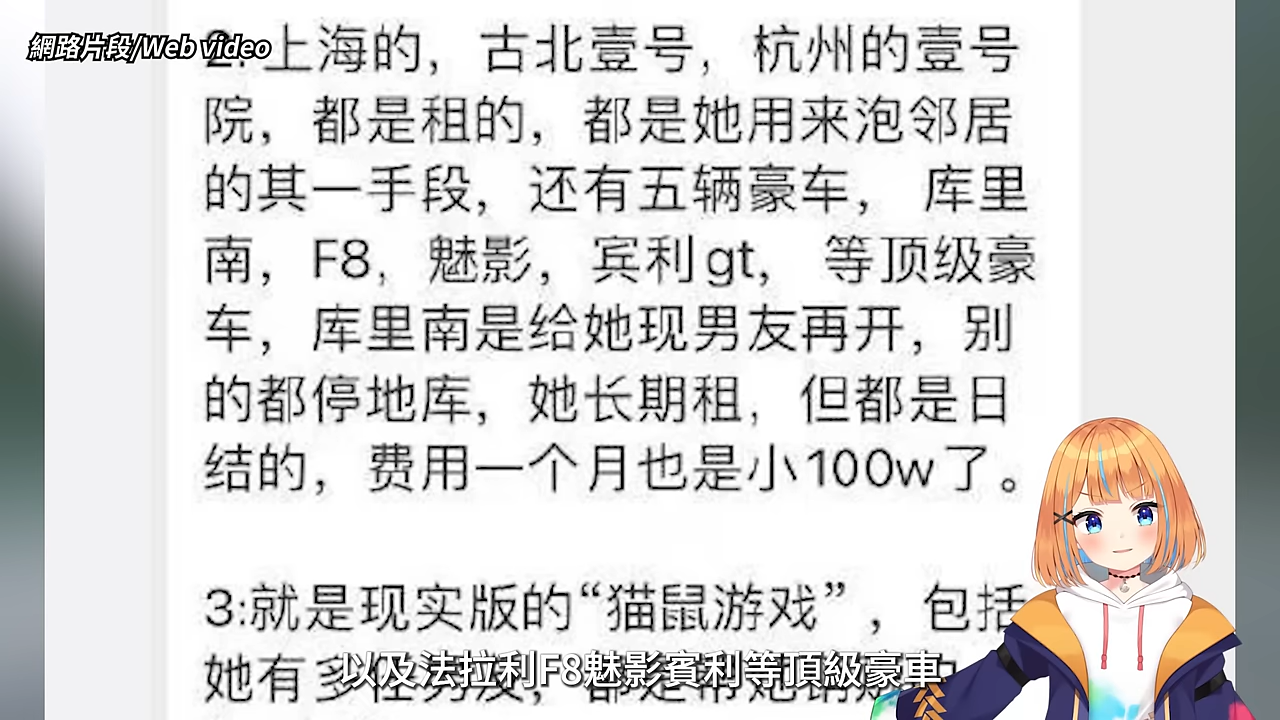 網路片段/Web video
2: 上海的，古北壹号，杭州的壹号
院，都是租的，都是她用来泡邻居
的其一手段，还有五辆豪车， 库里
南，F8，魅影，宾利gt， 等顶级豪
车，库里南是给她现男友再开，别
的都停地库，她长期租，但都是日
结的，费用一个月也是小100w了。
3:就是现实版的“猫鼠游戏”，包括
她有多
以及法拉利F8魅影賓利等頂級豪車